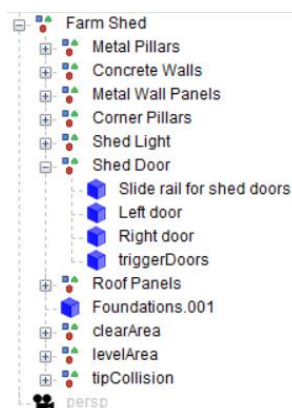 Farm Shed
Metal Pillars
Concrete Walls
Metal Wall Panels
Corner Pillars
Shed Light
Shed Door
Slide rail for shed doors
Left door
Right door
triggerDoors
Roof Panels
Foundations.001
clearArea
levelArea
tipCollision
persp